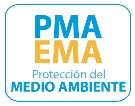 PMA
EMA
Protección del
MEDIO AMBIENTE